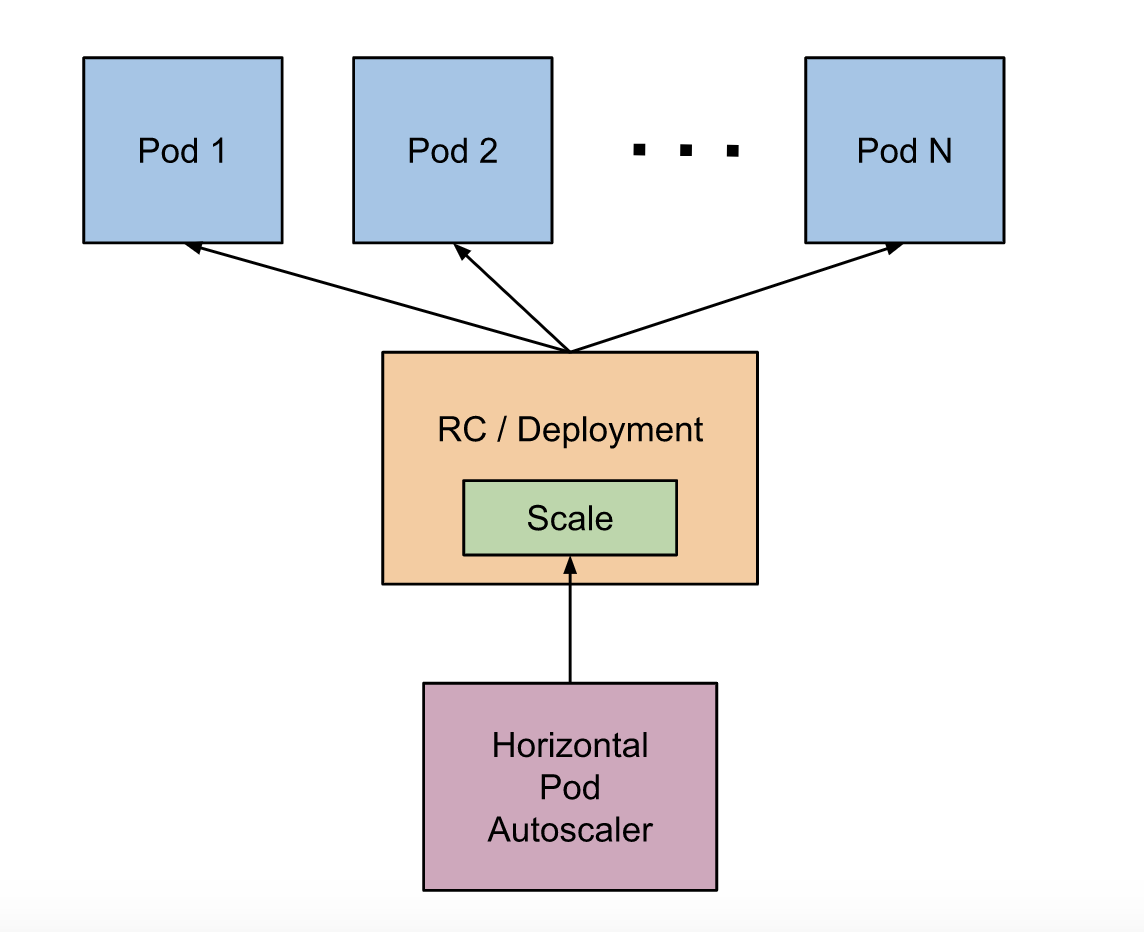 Pod 1
Pod 2
Pod N
RC / Deployment
Scale
Horizontal
Pod
Autoscaler